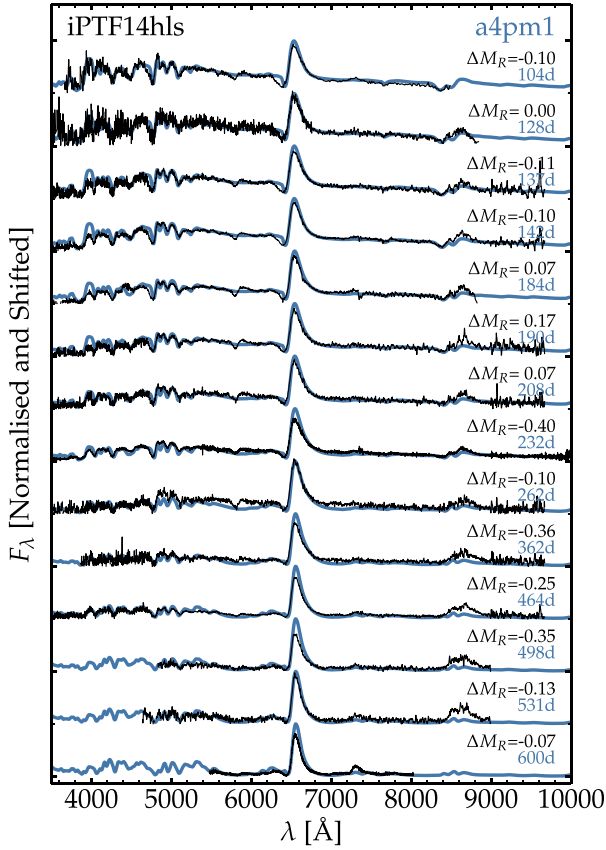 iPTF14hls
a4pm1
ΔM_R=-0.10
104d
ΔM_R= 0.00
128d
ΔM_R=-0.11
137d
ΔM_R=-0.10
142d
ΔM_R= 0.07
184d
ΔM_R= 0.17
190d
ΔM_R= 0.07
208d
ΔM_R=-0.40
232d
ΔM_R=-0.10
262d
ΔM_R=-0.36
362d
ΔM_R=-0.25
464d
ΔM_R=-0.35
498d
ΔM_R=-0.13
531d
ΔM_R=-0.07
600d
F_λ [Normalised and Shifted]
4000 5000 6000 7000 8000 9000 10000
λ [Å]